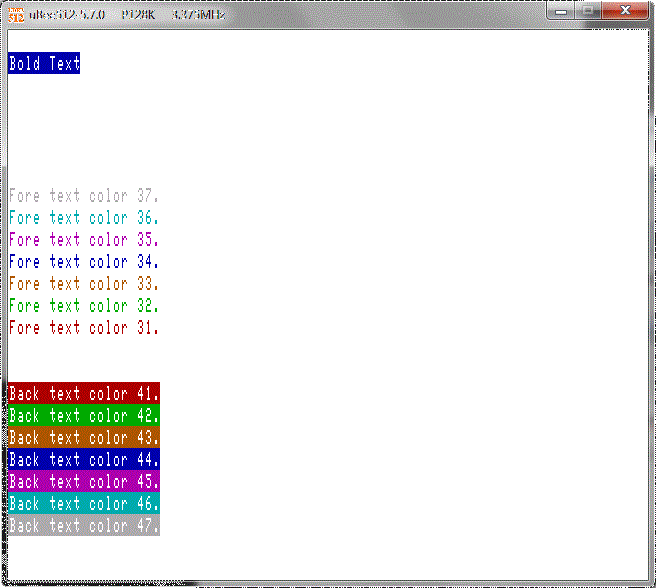 uBee512-5.7.0 P128K 3.375MHz
Bold Text
Fore text color 37.
Fore text color 36.
Fore text color 35.
Fore text color 34.
Fore text color 33.
Fore text color 32.
Fore text color 31.
Back text color 41.
Back text color 42.
Back text color 43.
Back text color 44.
Back text color 45.
Back text color 46.
Back text color 47.